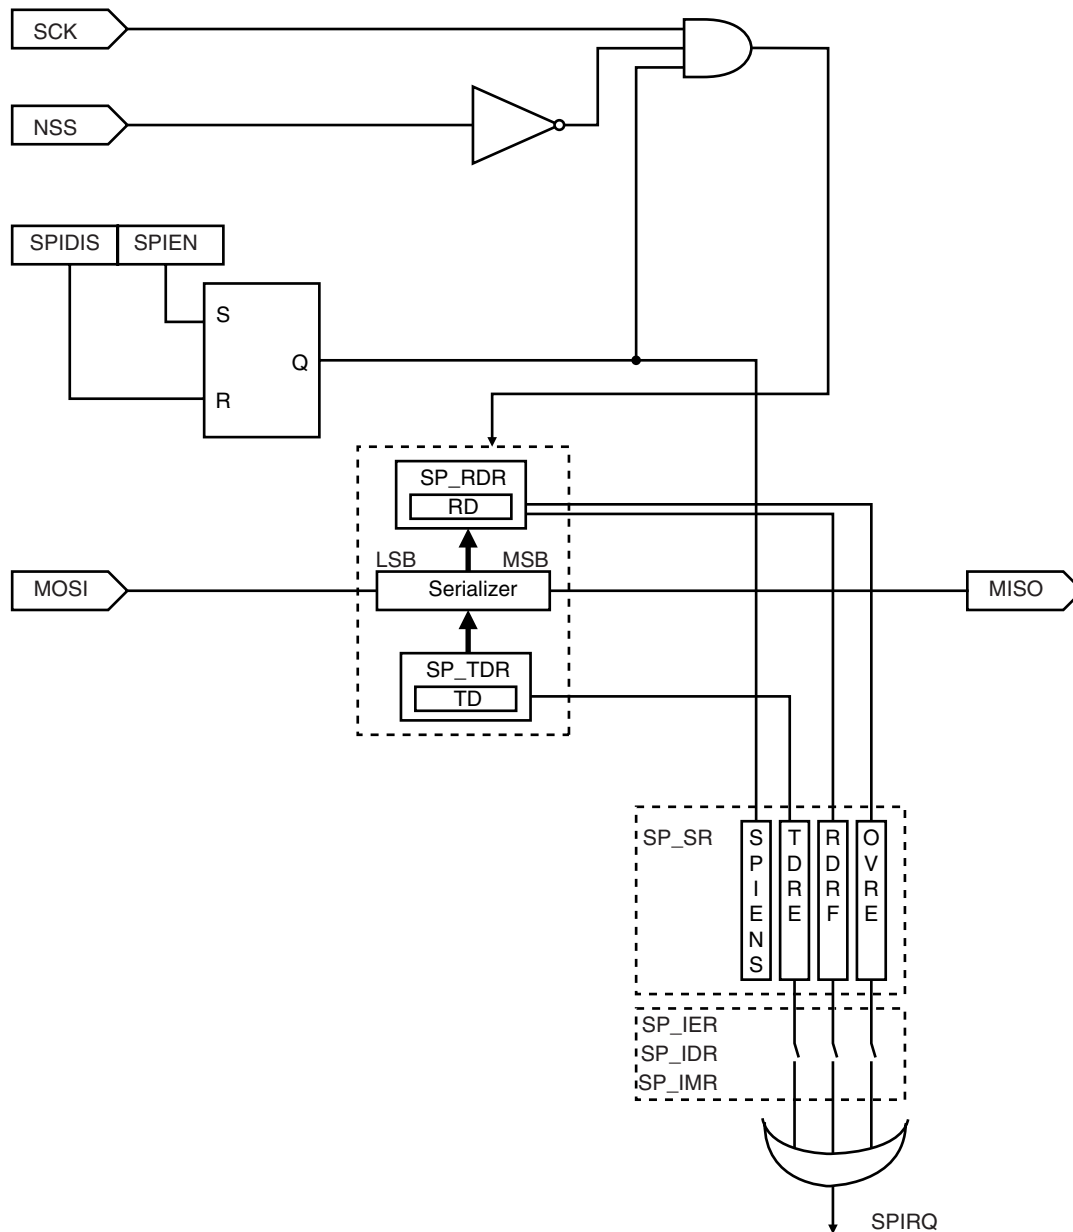 SCK
NSS
SPIDIS SPIEN
S
Q
R
SP_RDR
RD
LSB MSB
MOSI
Serializer
MISO
SP_TDR
TD
SP_SR
SPIENS
TDRE
RDRF
OVRE
SP_IER
SP_IDR
SP_IMR
SPIRQ